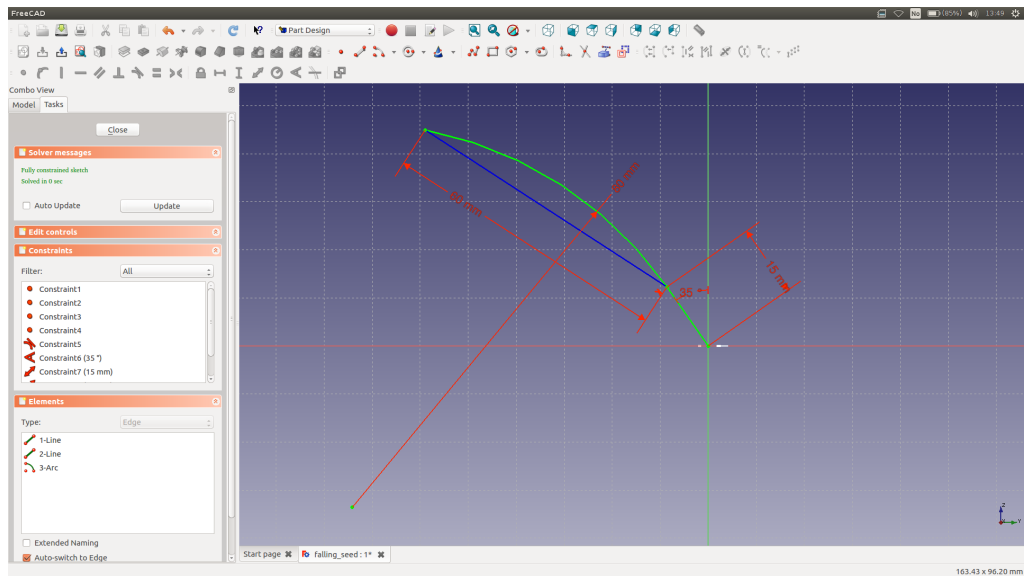 FreeCAD
No
(85%)
13:49
Part Design
Combo View
Model
Tasks
Close
Solver messages
Fully constrained sketch
Solved in 0 sec
Auto Update
Update
Edit controls
Constraints
Filter:
All
Constraint1
Constraint2
Constraint3
Constraint4
Constraint5
Constraint6 (35 °)
Constraint7 (15 mm)
Elements
Type:
Edge
1-Line
2-Line
3-Arc
Extended Naming
Auto-switch to Edge
60 mm
35
15 mm
Z
Y
Start page
falling_seed : 1*
163.43 x 96.20 mm